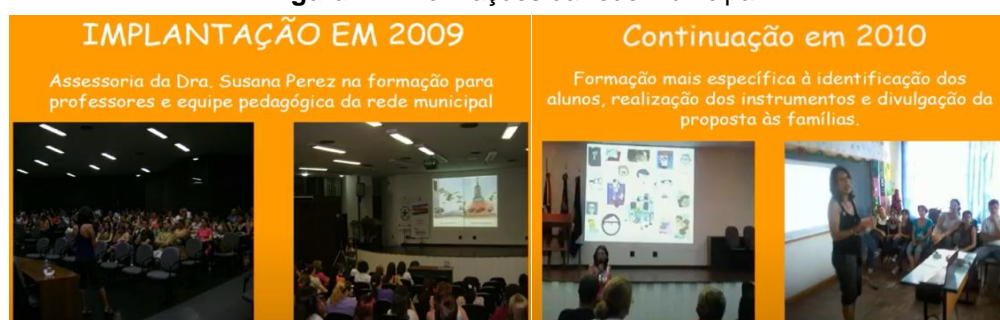 IMPLANTAÇÃO EM 2009
Assessoria da Dra. Susana Perez na formação para
professores e equipe pedagógica da rede municipal
Continuação em 2010
Formação mais específica à identificação dos
alunos, realização dos instrumentos e divulgação da
proposta às famílias.